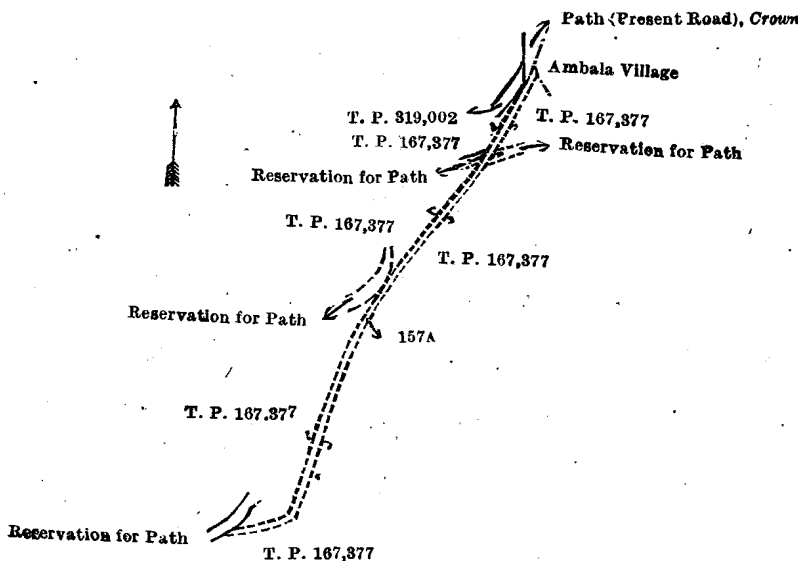 Path (Present Road), Crown
Ambala Village
T. P. 319,002
T. P. 167,377
T. P. 167,377
Reservation for Path
Reservation for Path
T. P. 167,377
T. P. 167,377
Reservation for Path
157A
T. P. 167.377
Reservation for Path
T. P. 167,377